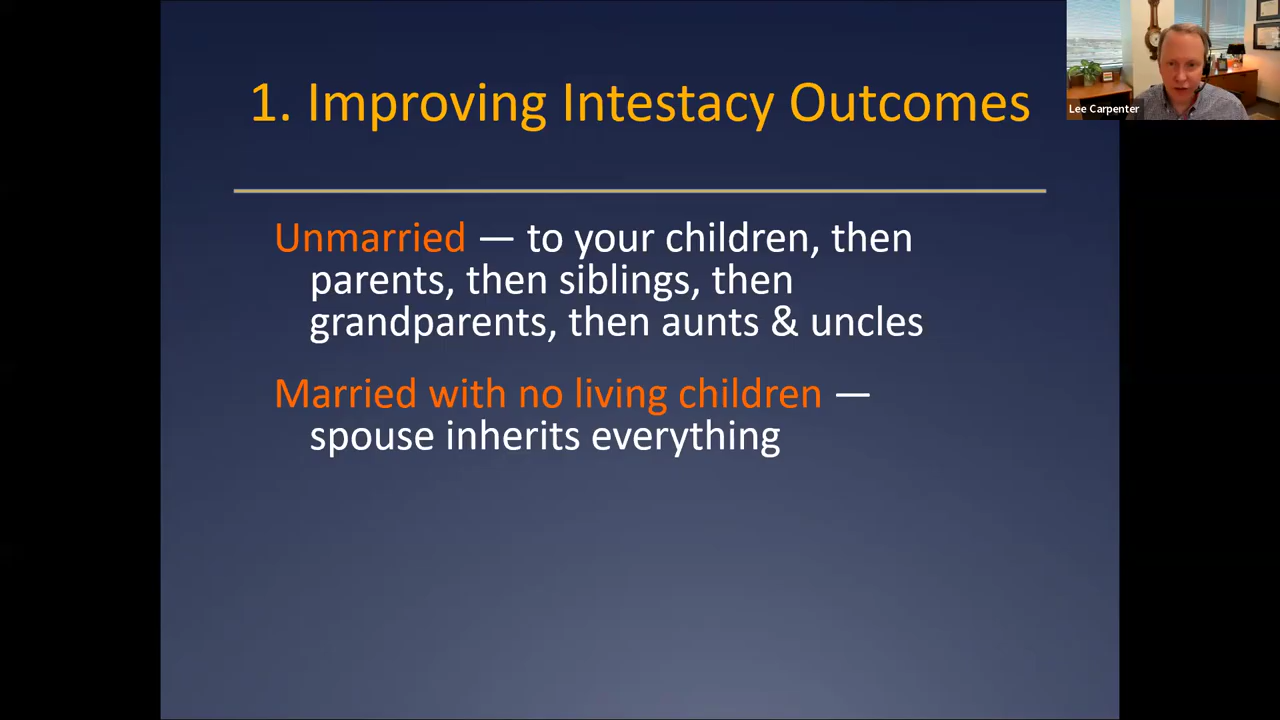 1. Improving Intestacy Outcomes
Lee Carpenter
Unmarried — to your children, then
parents, then siblings, then
grandparents, then aunts & uncles
Married with no living children —
spouse inherits everything